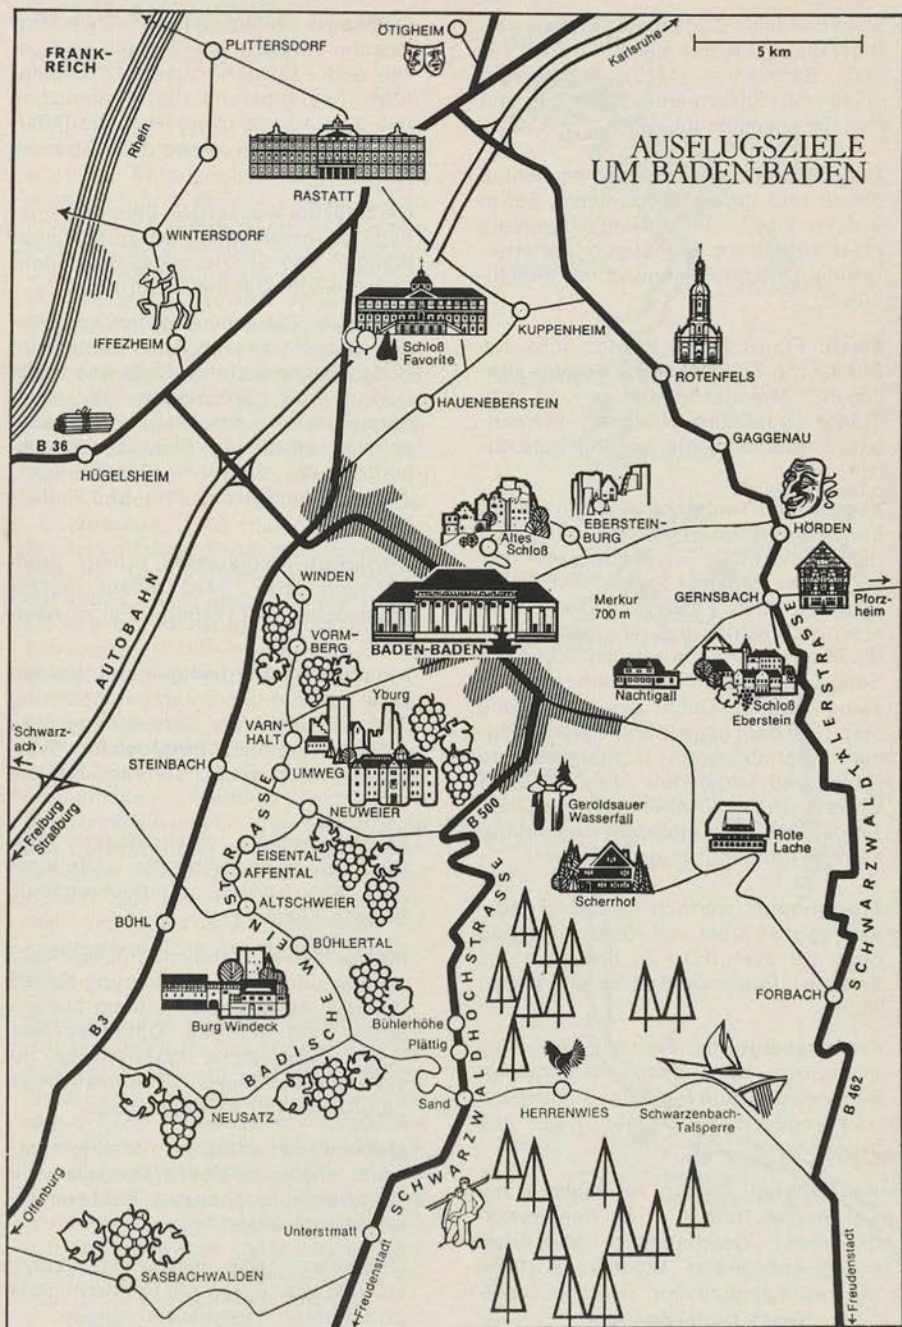 FRANK-
REICH
PLITTERSDORF
ÖTIGHEIM
Karlsruhe
5 km
Rhein
AUSFLUGSZIELE
UM BADEN-BADEN
RASTATT
WINTERSDORF
IFFEZHEIM
Schloß
Favorite
KUPPENHEIM
ROTENFELS
HAUENEBERSTEIN
B 36
HÜGELSHEIM
GAGGENAU
Altes
Schloß
EBERSTEIN-
BURG
HÖRDEN
WINDEN
Merkur
700 m
GERNSBACH
Pforz-
heim
AUTOBAHN
VORM-
BERG
BADEN-BADEN
Nachtigall
Schloß
Eberstein
Yburg
Schwarz-
ach
VARN-
HALT
STEINBACH
UMWEG
NEUWEIER
B 500
Geroldsauer
Wasserfall
Rote
Lache
Freiburg
Straßburg
EISENTAL
AFFENTAL
Scherrhof
ALTSCHWEIER
BÜHL
BÜHLERTAL
SCHWARZWALD TÄLERSTRASSE
FORBACH
Burg Windeck
Bühlerhöhe
Plättig
B 3
BADISCHE WEINSTRASSE
Sand
HERRENWIES
Schwarzenbach-
Talsperre
NEUSATZ
B 462
SCHWARZWALDHOCHSTRASSE
Offenburg
Unterstmatt
SASBACHWALDEN
Freudenstadt
Freudenstadt